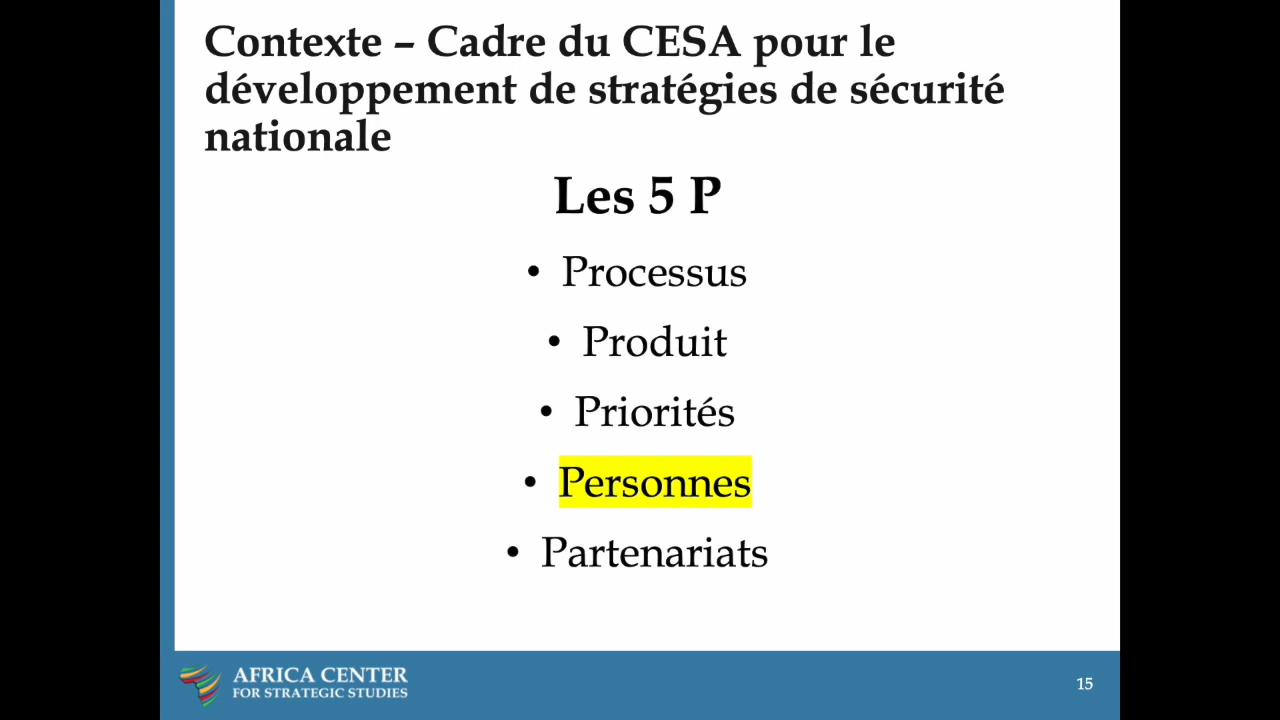 Contexte – Cadre du CESA pour le
développement de stratégies de sécurité
nationale
Les 5 P
• Processus
• Produit
• Priorités
• Personnes
• Partenariats
AFRICA CENTER
FOR STRATEGIC STUDIES
15